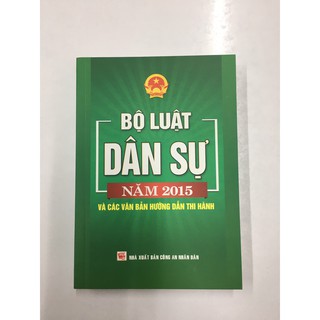 BỘ LUẬT
DÂN SỰ
NĂM 2015
VÀ CÁC VĂN BẢN HƯỚNG DẪN THI HÀNH
NHÀ XUẤT BẢN CÔNG AN NHÂN DÂN